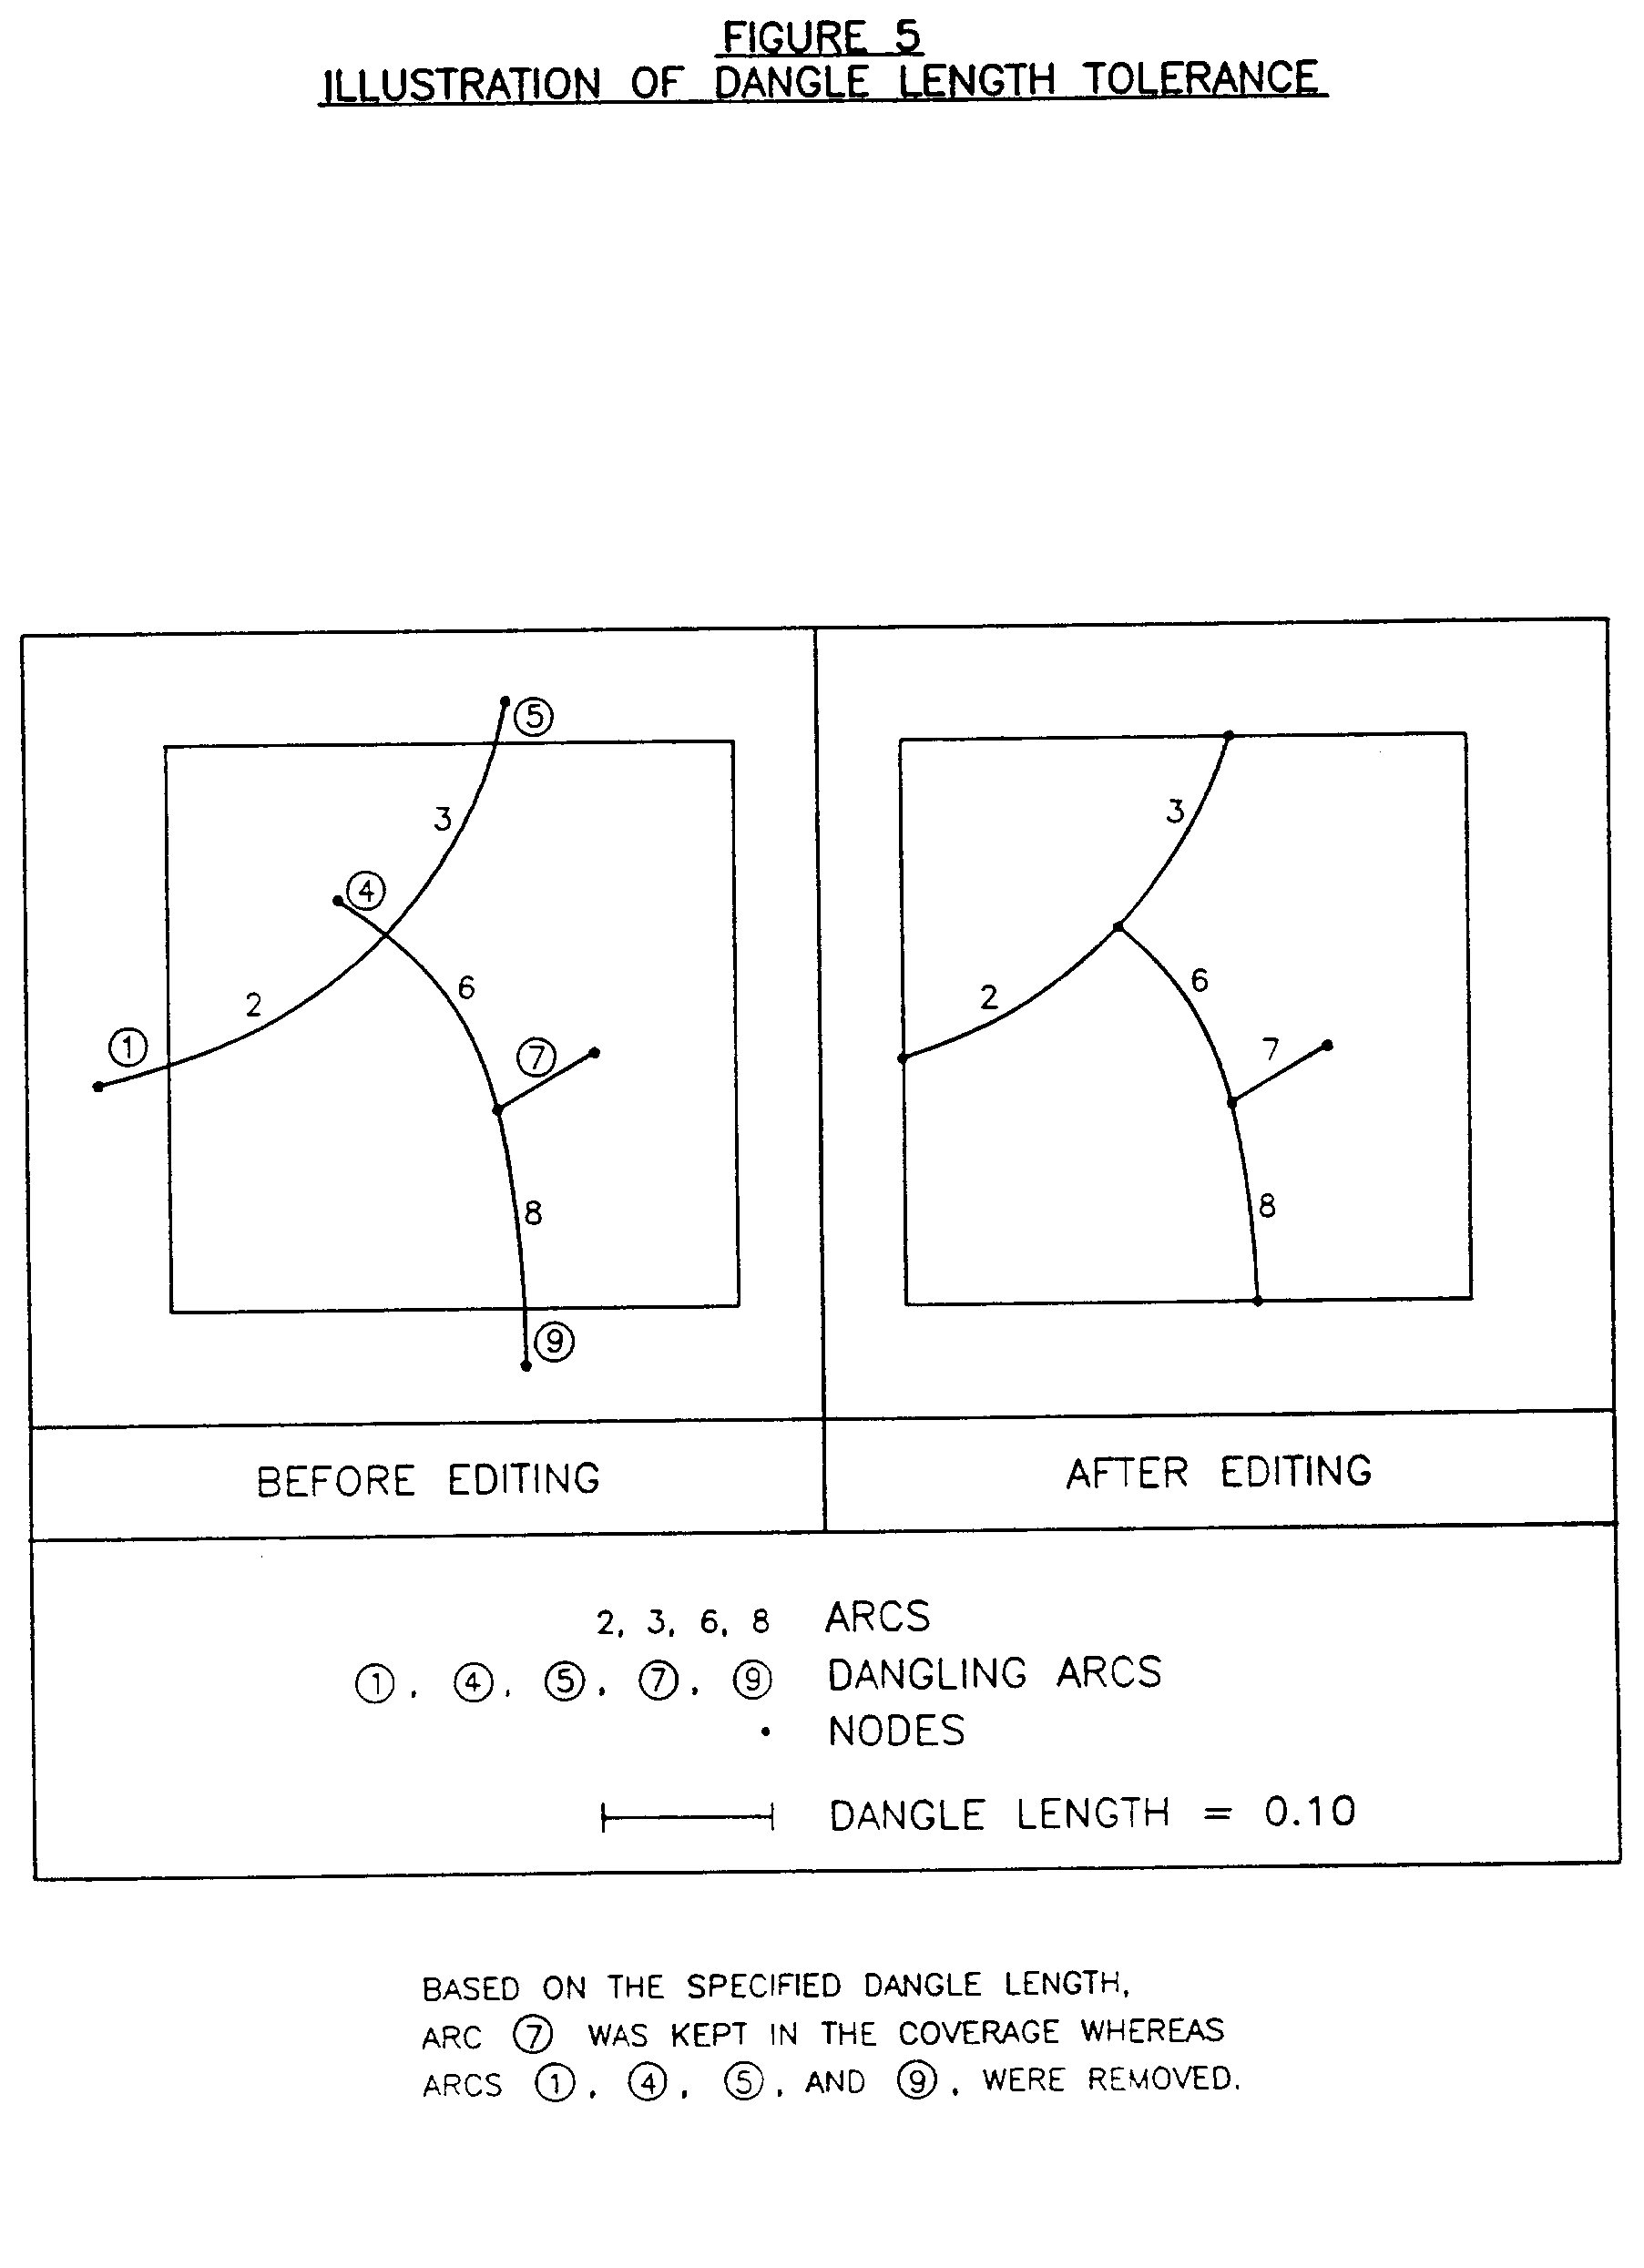 FIGURE 5
ILLUSTRATION OF DANGLE LENGTH TOLERANCE
5
3
4
6
2
1
7
8
9
3
6
2
7
8
BEFORE EDITING
AFTER EDITING
2, 3, 6, 8 ARCS
1, 4, 5, 7, 9 DANGLING ARCS
NODES
DANGLE LENGTH = 0.10
BASED ON THE SPECIFIED DANGLE LENGTH,
ARC 7 WAS KEPT IN THE COVERAGE WHEREAS
ARCS 1, 4, 5, AND 9, WERE REMOVED.